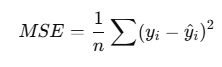 MSE = \frac{1}{n} \sum (y_i - \hat{y}_i)^2